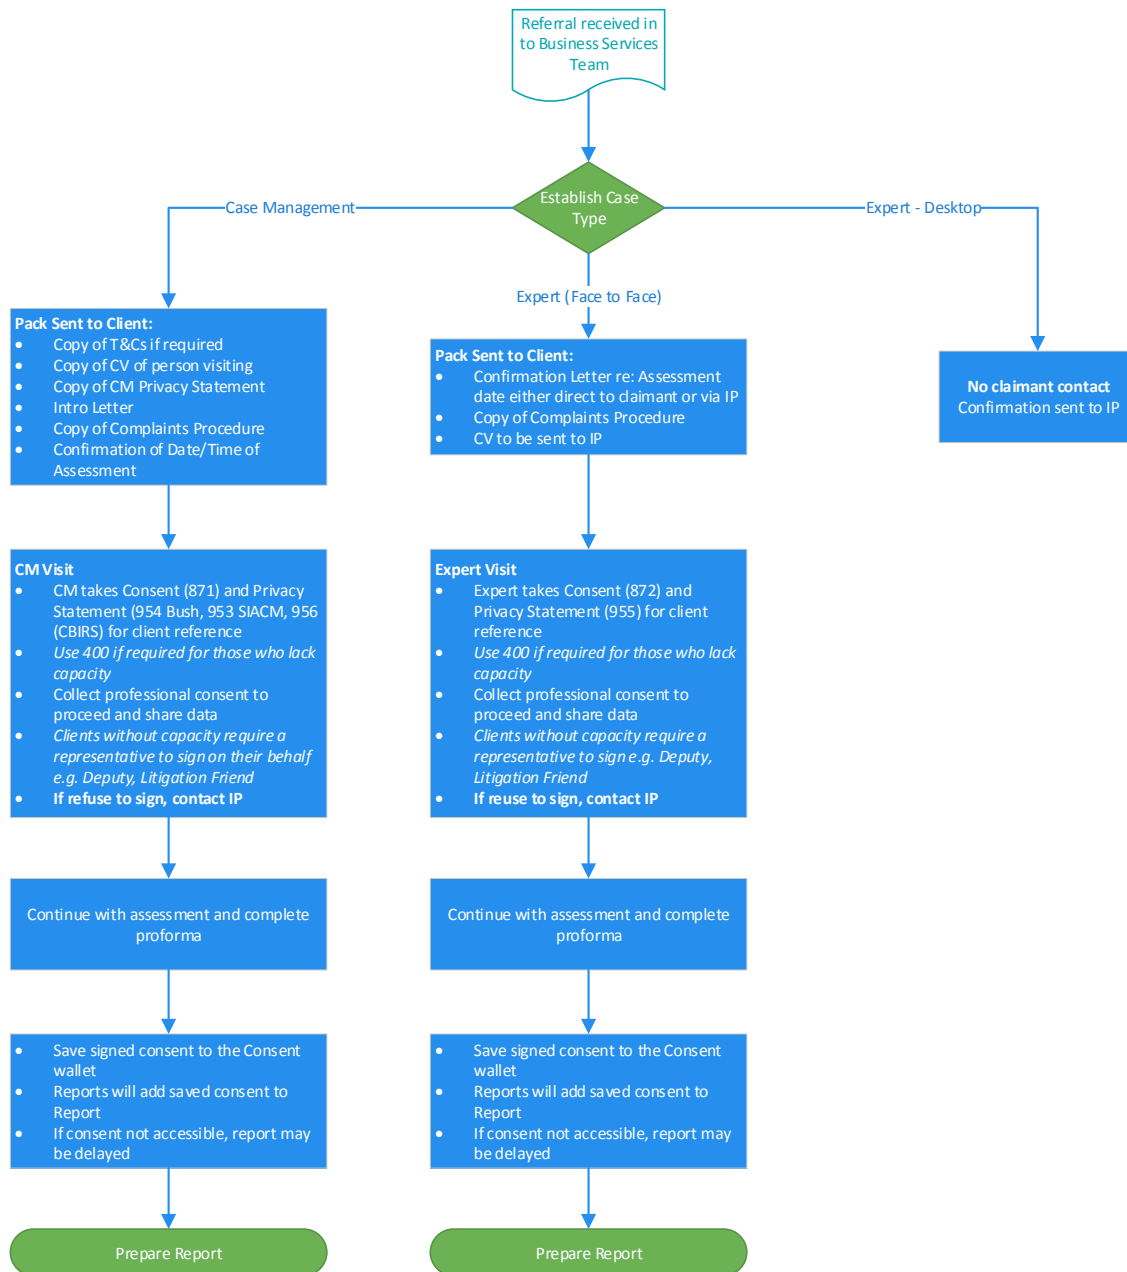 Referral received in
to Business Services
Team
Establish Case
Type
Case Management
Expert (Face to Face)
Expert - Desktop
Pack Sent to Client:
• Copy of T&Cs if required
• Copy of CV of person visiting
• Copy of CM Privacy Statement
• Intro Letter
• Copy of Complaints Procedure
• Confirmation of Date/Time of
Assessment
Pack Sent to Client:
• Confirmation Letter re: Assessment
date either direct to claimant or via IP
• Copy of Complaints Procedure
• CV to be sent to IP
No claimant contact
Confirmation sent to IP
CM Visit
• CM takes Consent (871) and Privacy
Statement (954 Bush, 953 SIACM, 956
(CBIRS) for client reference
• Use 400 if required for those who lack
capacity
• Collect professional consent to
proceed and share data
• Clients without capacity require a
representative to sign on their behalf
e.g. Deputy, Litigation Friend
• If refuse to sign, contact IP
Expert Visit
• Expert takes Consent (872) and
Privacy Statement (955) for client
reference
• Use 400 if required for those who lack
capacity
• Collect professional consent to
proceed and share data
• Clients without capacity require a
representative to sign e.g. Deputy,
Litigation Friend
• If reuse to sign, contact IP
Continue with assessment and complete
proforma
Continue with assessment and complete
proforma
• Save signed consent to the Consent
wallet
• Reports will add saved consent to
Report
• If consent not accessible, report may
be delayed
• Save signed consent to the Consent
wallet
• Reports will add saved consent to
Report
• If consent not accessible, report may
be delayed
Prepare Report
Prepare Report